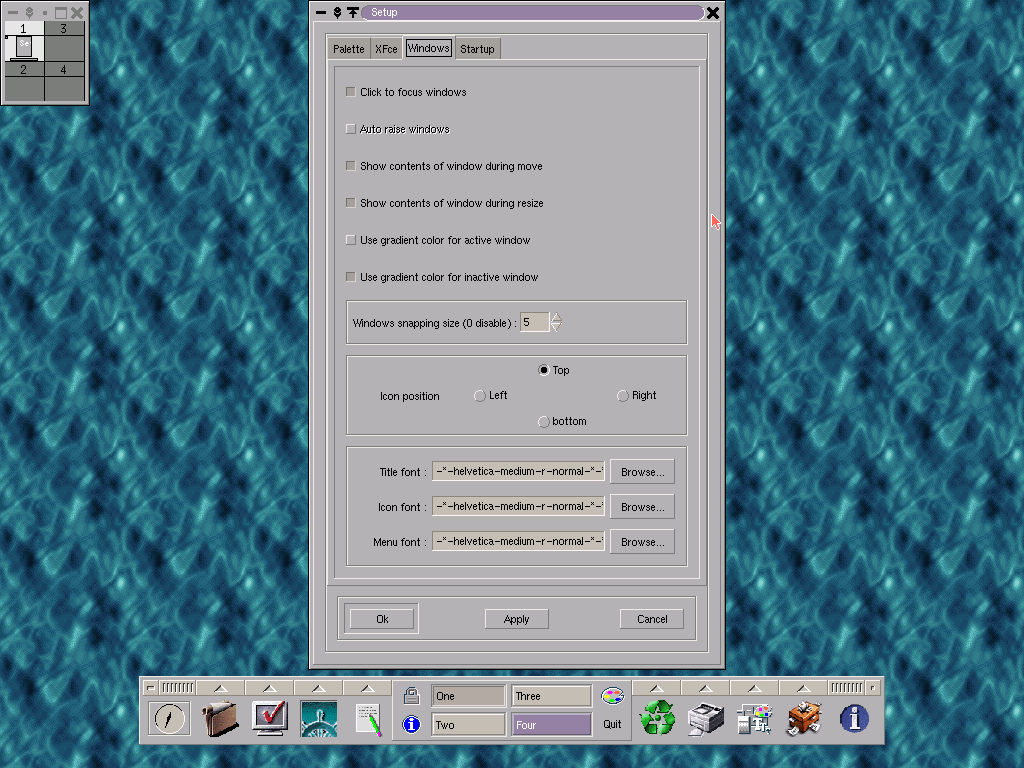 Setup
1 3
Se
2 4
Palette XFce Windows Startup
Click to focus windows
Auto raise windows
Show contents of window during move
Show contents of window during resize
Use gradient color for active window
Use gradient color for inactive window
Windows snapping size (0 disable) : 5
Top
Icon position Left Right
bottom
Title font : -*-helvetica-medium-r-normal-*- Browse...
Icon font : -*-helvetica-medium-r-normal-*- Browse...
Menu font : -*-helvetica-medium-r-normal-*- Browse...
Ok Apply Cancel
One Three
Two Four Quit